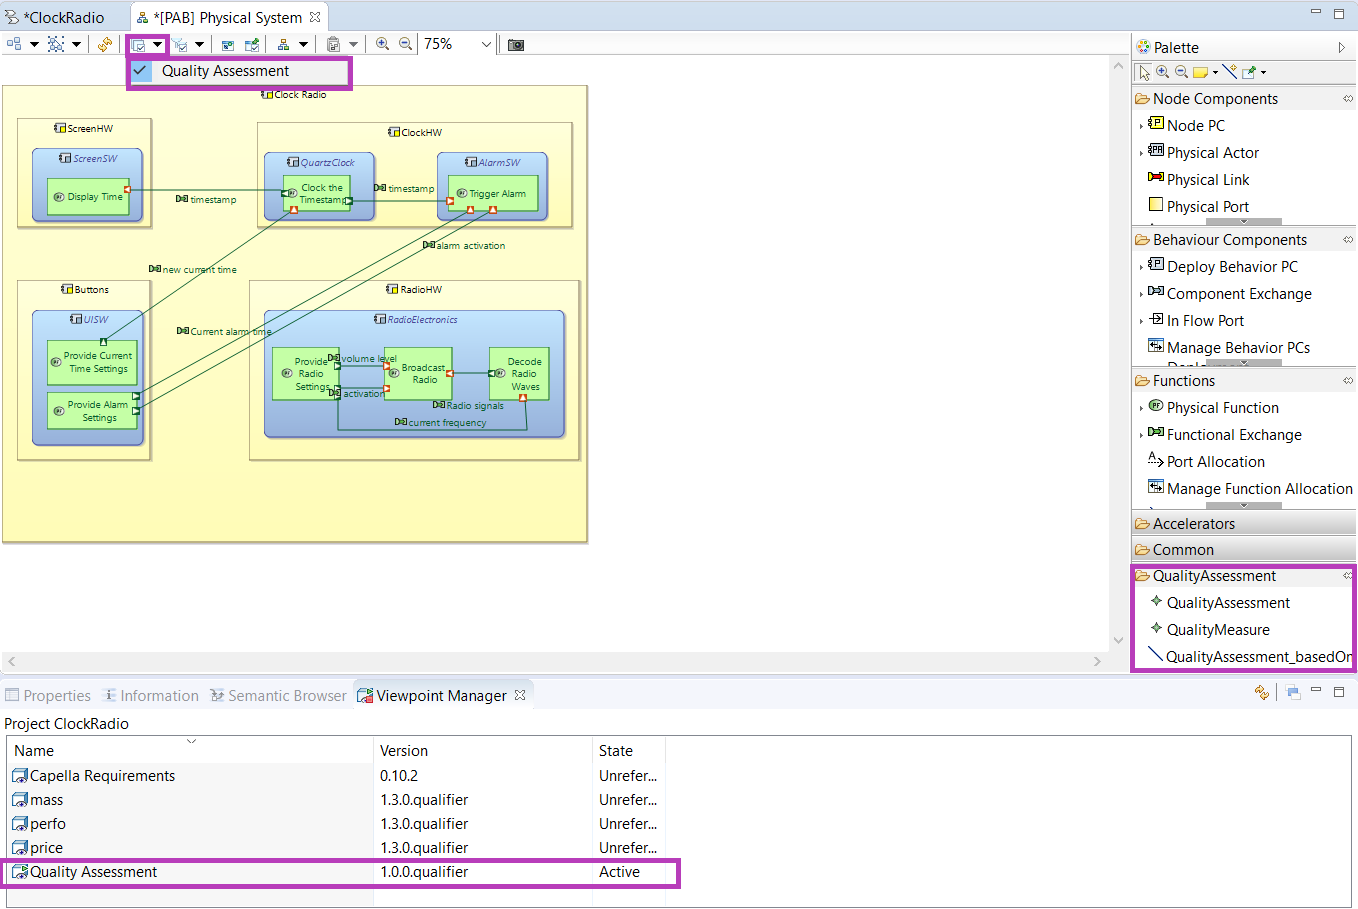 *ClockRadio
*[PAB] Physical System
75%
Quality Assessment
Clock Radio
ScreenHW
ScreenSW
Display Time
timestamp
ClockHW
QuartzClock
Clock the
Timestamp
timestamp
AlarmSW
Trigger Alarm
alarm activation
new current time
Buttons
UISW
Provide Current
Time Settings
Provide Alarm
Settings
Current alarm time
RadioHW
RadioElectronics
Provide
Radio
Settings
volume level
activation
Broadcast
Radio
Decode
Radio
Waves
Radio signals
current frequency
Palette
Node Components
Node PC
Physical Actor
Physical Link
Physical Port
Behaviour Components
Deploy Behavior PC
Component Exchange
In Flow Port
Manage Behavior PCs
Functions
Physical Function
Functional Exchange
Port Allocation
Manage Function Allocation
Accelerators
Common
QualityAssessment
QualityAssessment
QualityMeasure
QualityAssessment_basedOn
Properties
Information
Semantic Browser
Viewpoint Manager
Project ClockRadio
Name Version State
Capella Requirements 0.10.2 Unrefer...
mass 1.3.0.qualifier Unrefer...
perfo 1.3.0.qualifier Unrefer...
price 1.3.0.qualifier Unrefer...
Quality Assessment 1.0.0.qualifier Active